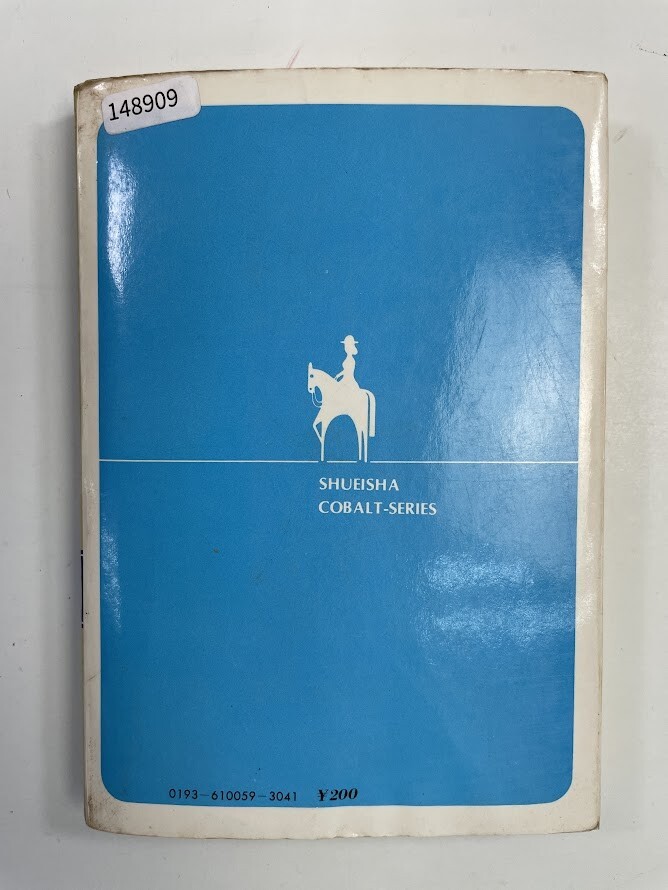 148909
SHUEISHA
COBALT-SERIES
0193-610059-3041 ¥200